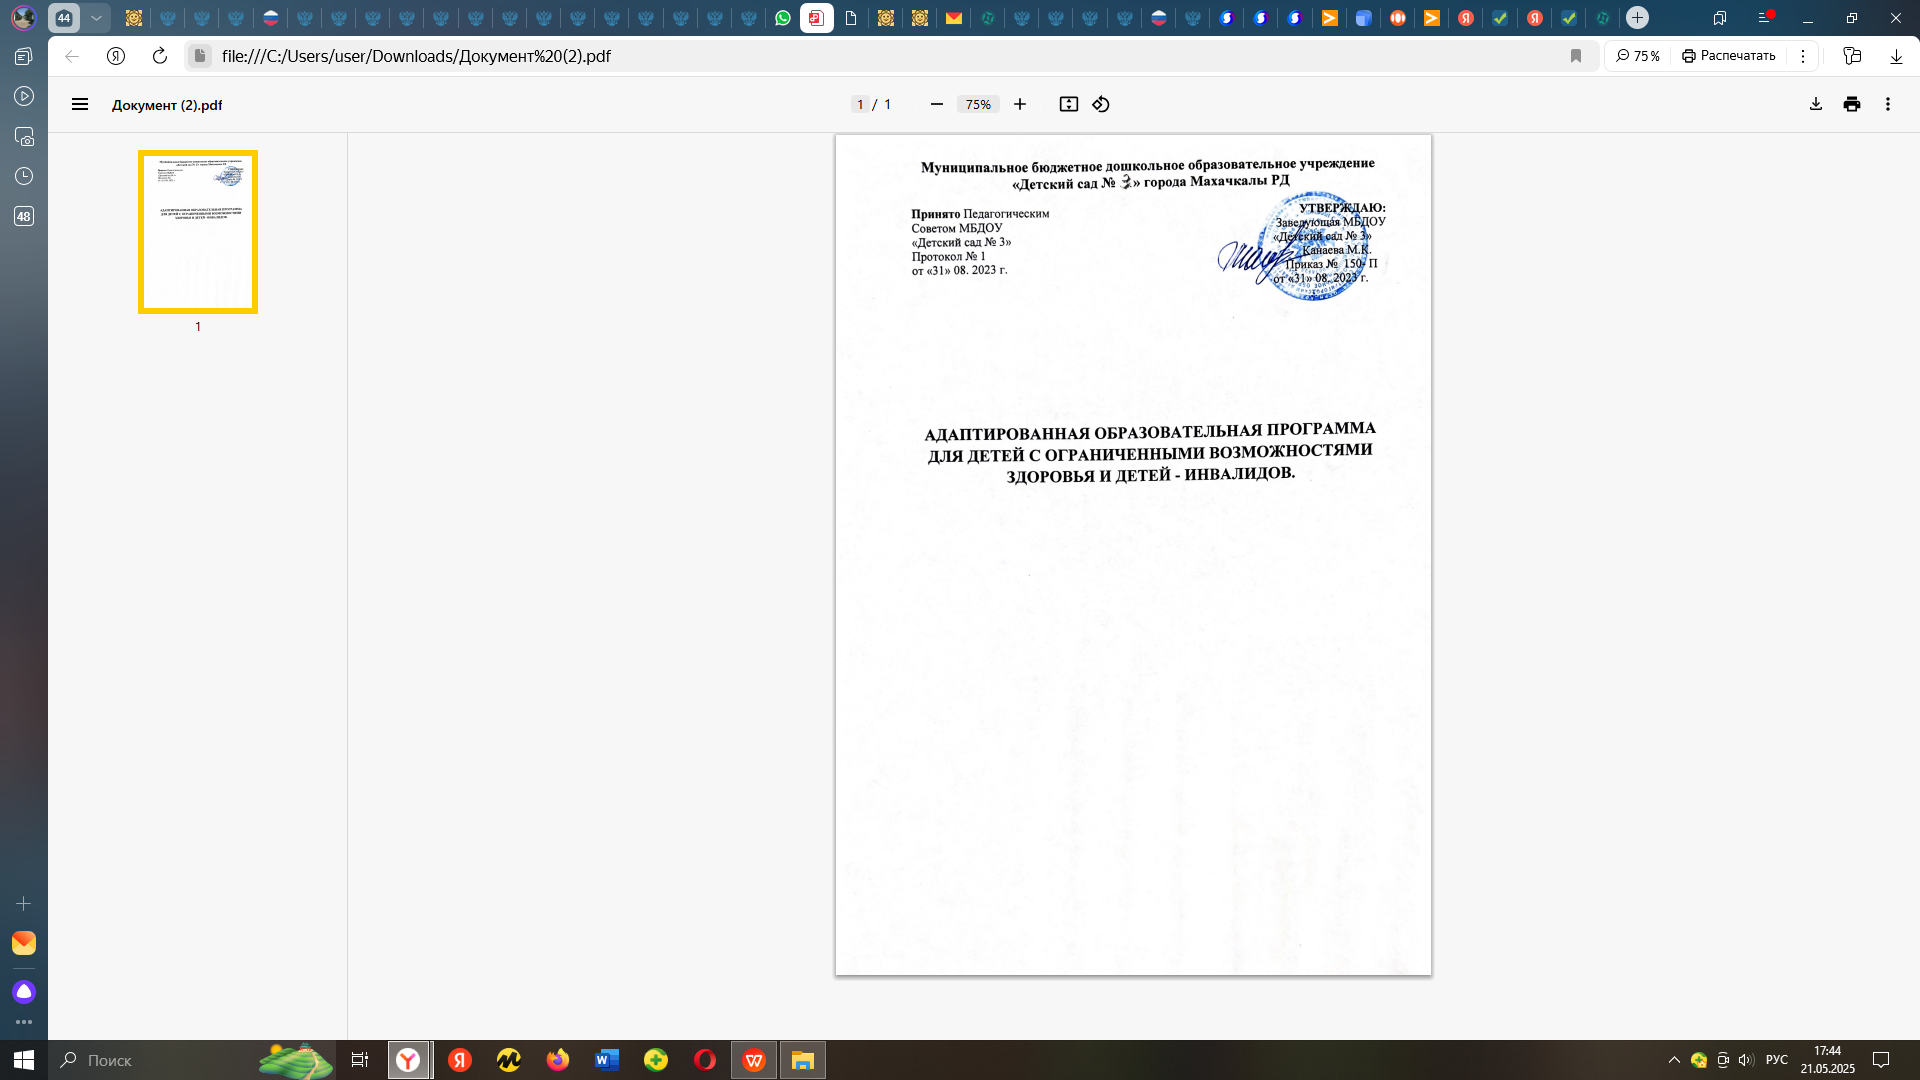 44
file:///C:/Users/user/Downloads/Документ%20(2).pdf
75%
Распечатать
Документ (2).pdf
1 / 1
75%
48
1
Муниципальное бюджетное дошкольное образовательное учреждение
«Детский сад № 3» города Махачкалы РД
Принято Педагогическим
Советом МБДОУ
«Детский сад № 3»
Протокол № 1
от «31» 08. 2023 г.
УТВЕРЖДАЮ:
Заведующая МБДОУ
«Детский сад № 3»
Канаева М.К.
Приказ № 150- П
от «31» 08. 2023 г.
АДАПТИРОВАННАЯ ОБРАЗОВАТЕЛЬНАЯ ПРОГРАММА
ДЛЯ ДЕТЕЙ С ОГРАНИЧЕННЫМИ ВОЗМОЖНОСТЯМИ
ЗДОРОВЬЯ И ДЕТЕЙ - ИНВАЛИДОВ.
Поиск
РУС
17:44
21.05.2025